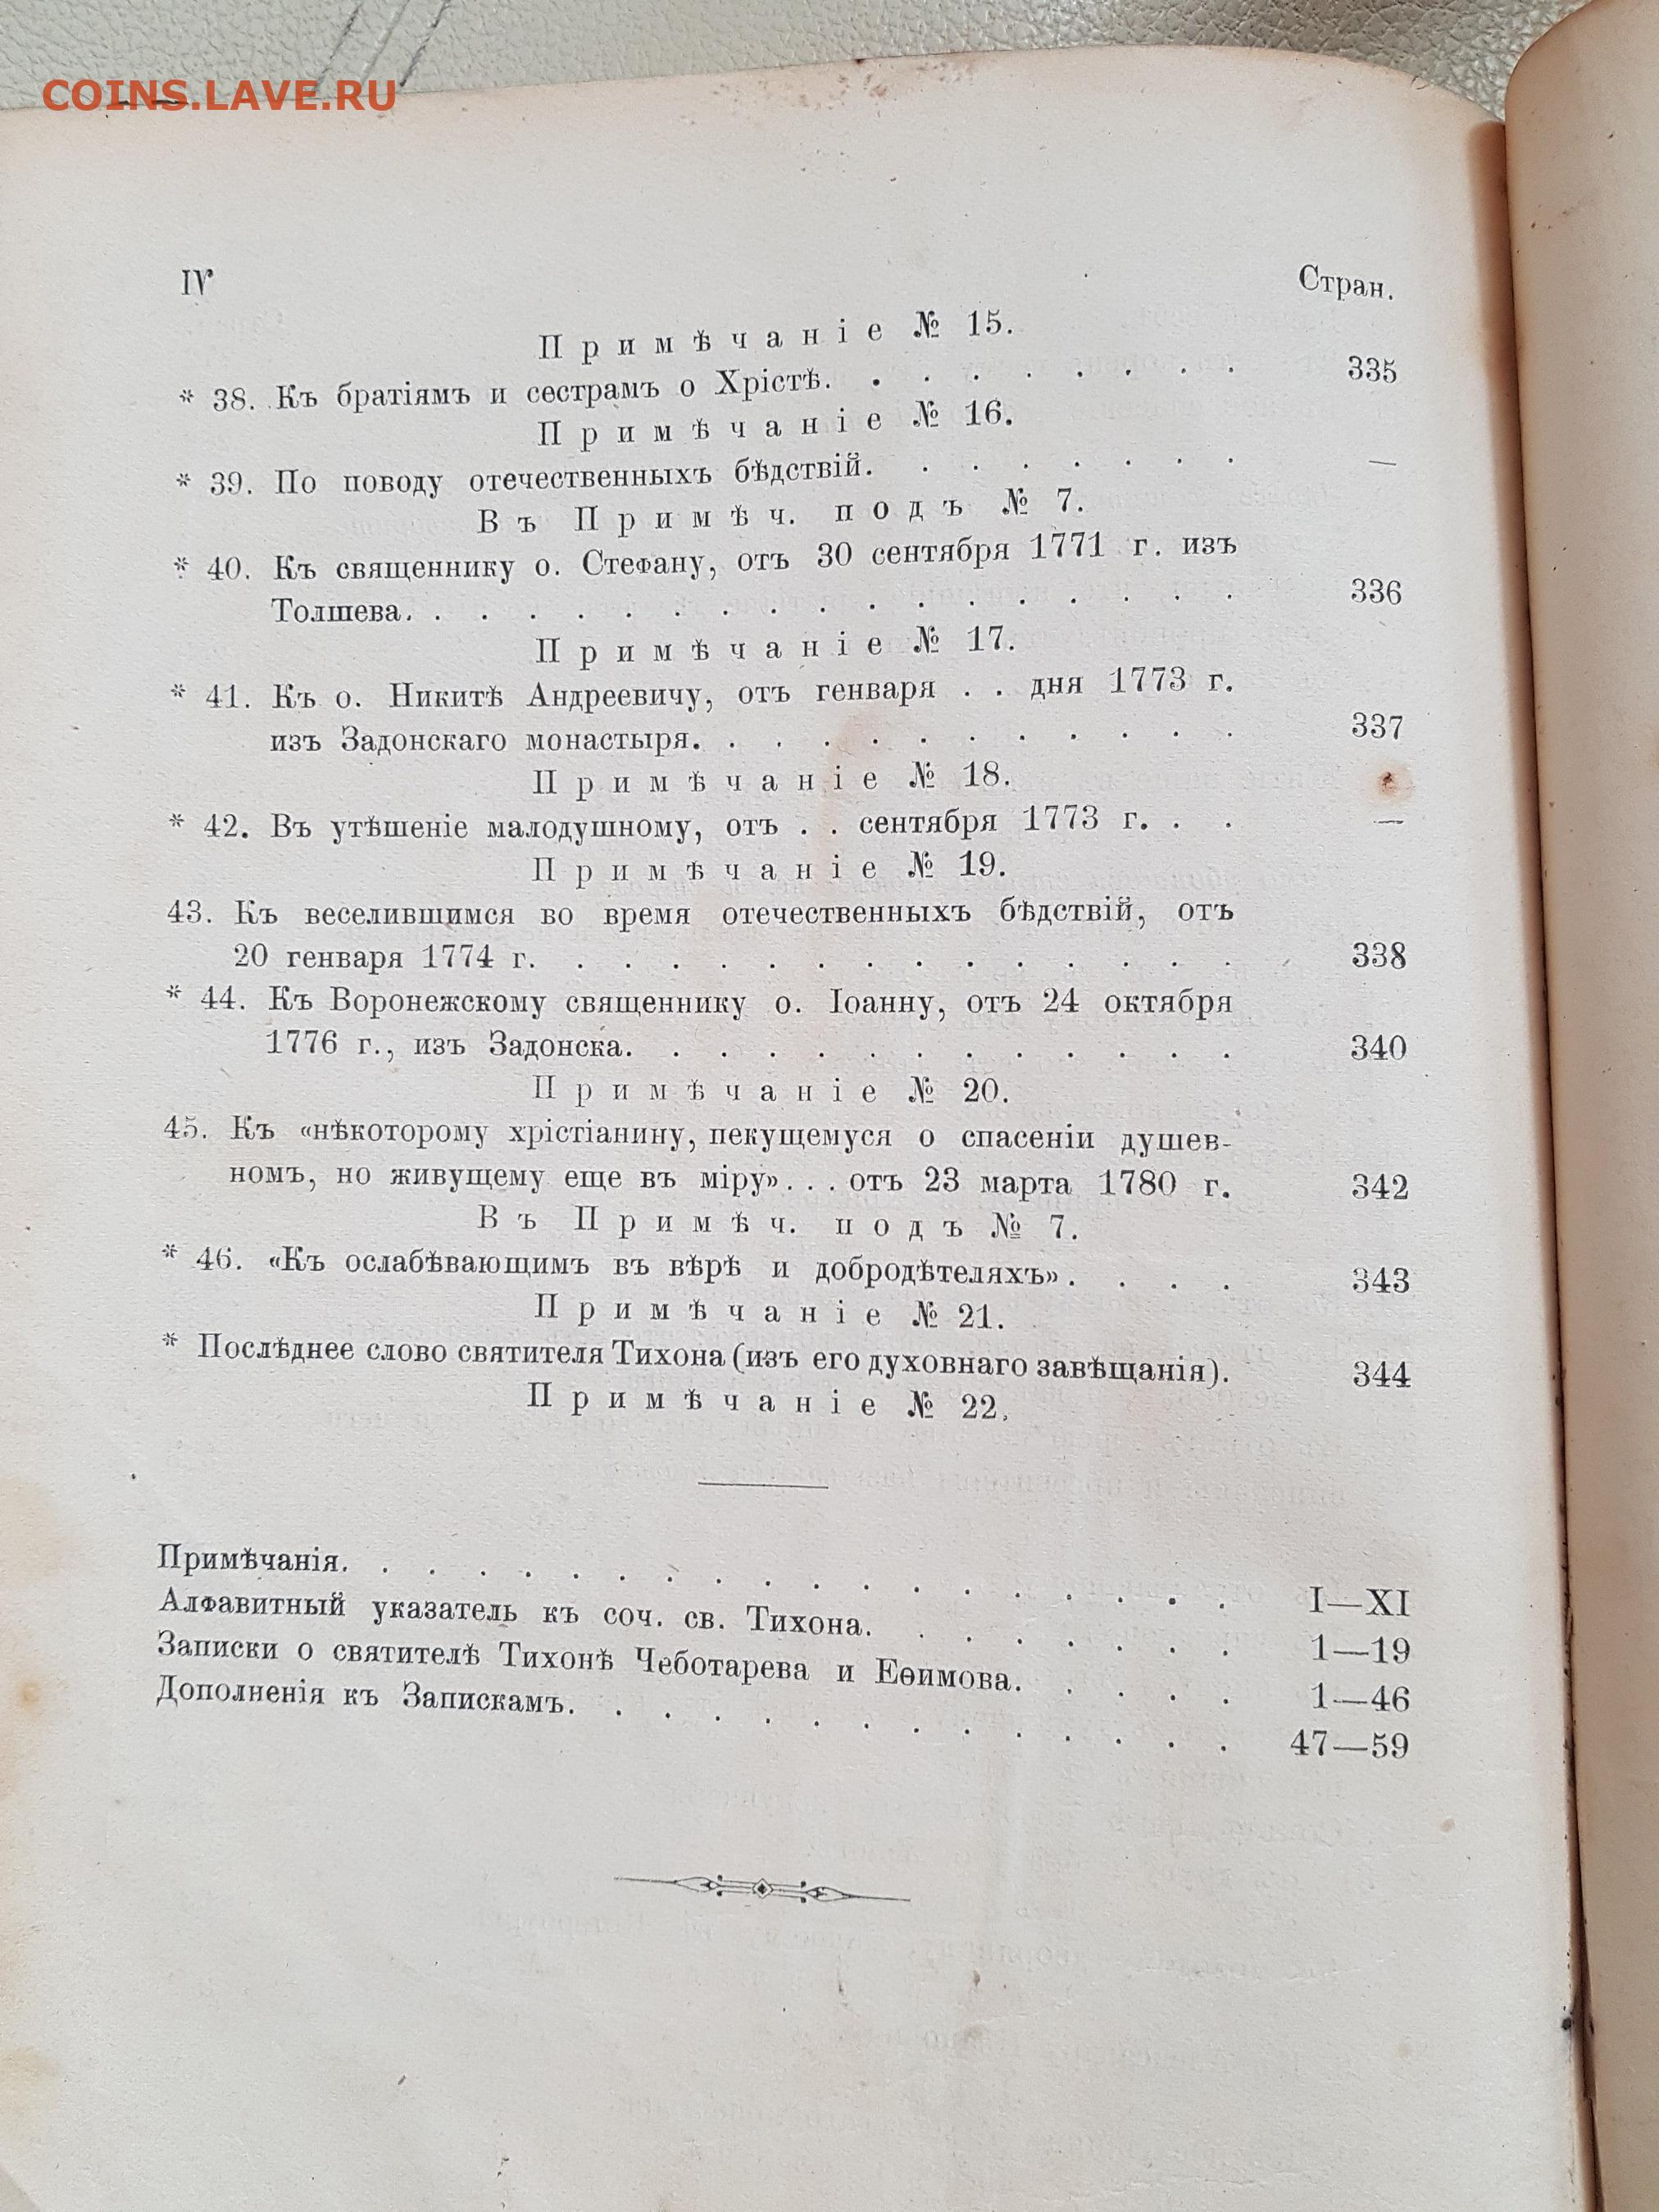 COINS.LAVE.RU
IV
Стран.
Примѣчаніе № 15.
* 38. Къ братіямъ и сестрамъ о Хрістѣ. . . . . . . . . 335
Примѣчаніе № 16.
* 39. По поводу отечественныхъ бѣдствій. . . . . . . . —
Въ Примѣч. подъ № 7.
* 40. Къ священнику о. Стефану, отъ 30 сентября 1771 г. изъ
Толшева. . . . . . . . . . . . . . . . . . 336
Примѣчаніе № 17.
* 41. Къ о. Никитѣ Андреевичу, отъ генваря . . дня 1773 г.
изъ Задонскаго монастыря. . . . . . . . . . . . 337
Примѣчаніе № 18.
* 42. Въ утѣшеніе малодушному, отъ . . сентября 1773 г. . . —
Примѣчаніе № 19.
43. Къ веселившимся во время отечественныхъ бѣдствій, отъ
20 генваря 1774 г. . . . . . . . . . . . . . . 338
* 44. Къ Воронежскому священнику о. Іоанну, отъ 24 октября
1776 г., изъ Задонска. . . . . . . . . . . . . 340
Примѣчаніе № 20.
45. Къ «нѣкоторому хрістіанину, пекущемуся о спасеніи душев-
номъ, но живущему еще въ міру». . . отъ 23 марта 1780 г. 342
Въ Примѣч. подъ № 7.
* 46. «Къ ослабѣвающимъ въ вѣрѣ и добродѣтеляхъ». . . . 343
Примѣчаніе № 21.
* Послѣднее слово святителя Тихона (изъ его духовнаго завѣщанія). 344
Примѣчаніе № 22.
Примѣчанія. . . . . . . . . . . . . . . . . . . I—XI
Алфавитный указатель къ соч. св. Тихона. . . . . . . . 1—19
Записки о святителѣ Тихонѣ Чеботарева и Еѳимова. . . . . 1—46
Дополненія къ Запискамъ. . . . . . . . . . . . . . 47—59